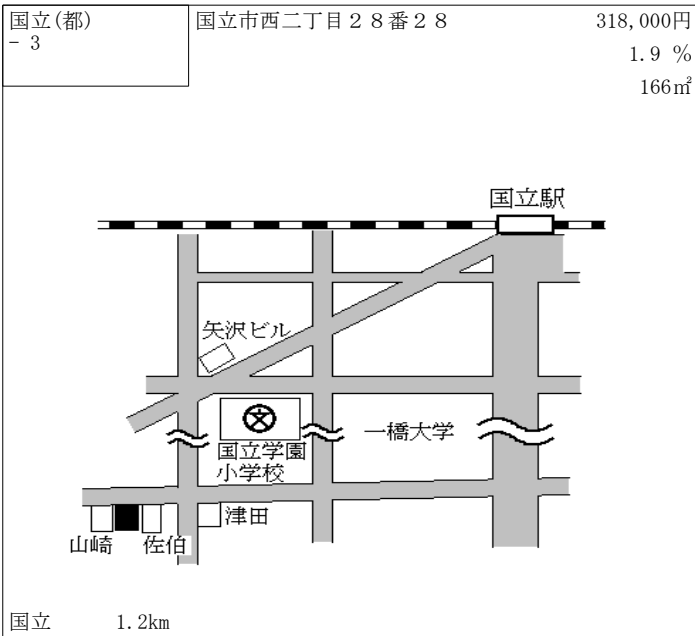 国立(都)
- 3
国立市西二丁目２８番２８
318,000円
1.9 %
166㎡
国立駅
矢沢ビル
国立学園
小学校
一橋大学
津田
山崎
佐伯
国立 1.2km